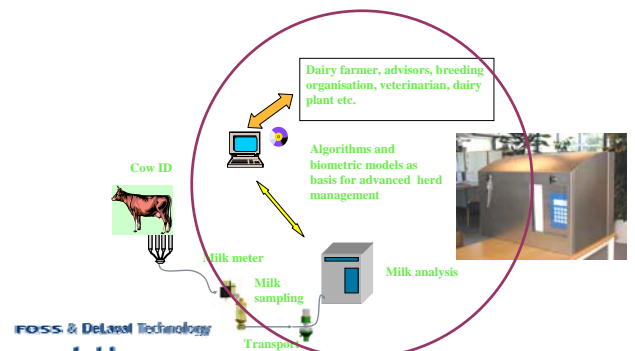 Dairy farmer, advisors, breeding
organisation, veterinarian, dairy
plant etc.
Algorithms and
biometric models as
basis for advanced herd
management
Cow ID
Milk meter
Milk analysis
Milk
sampling
FOSS & DeLaval Technology
Transport